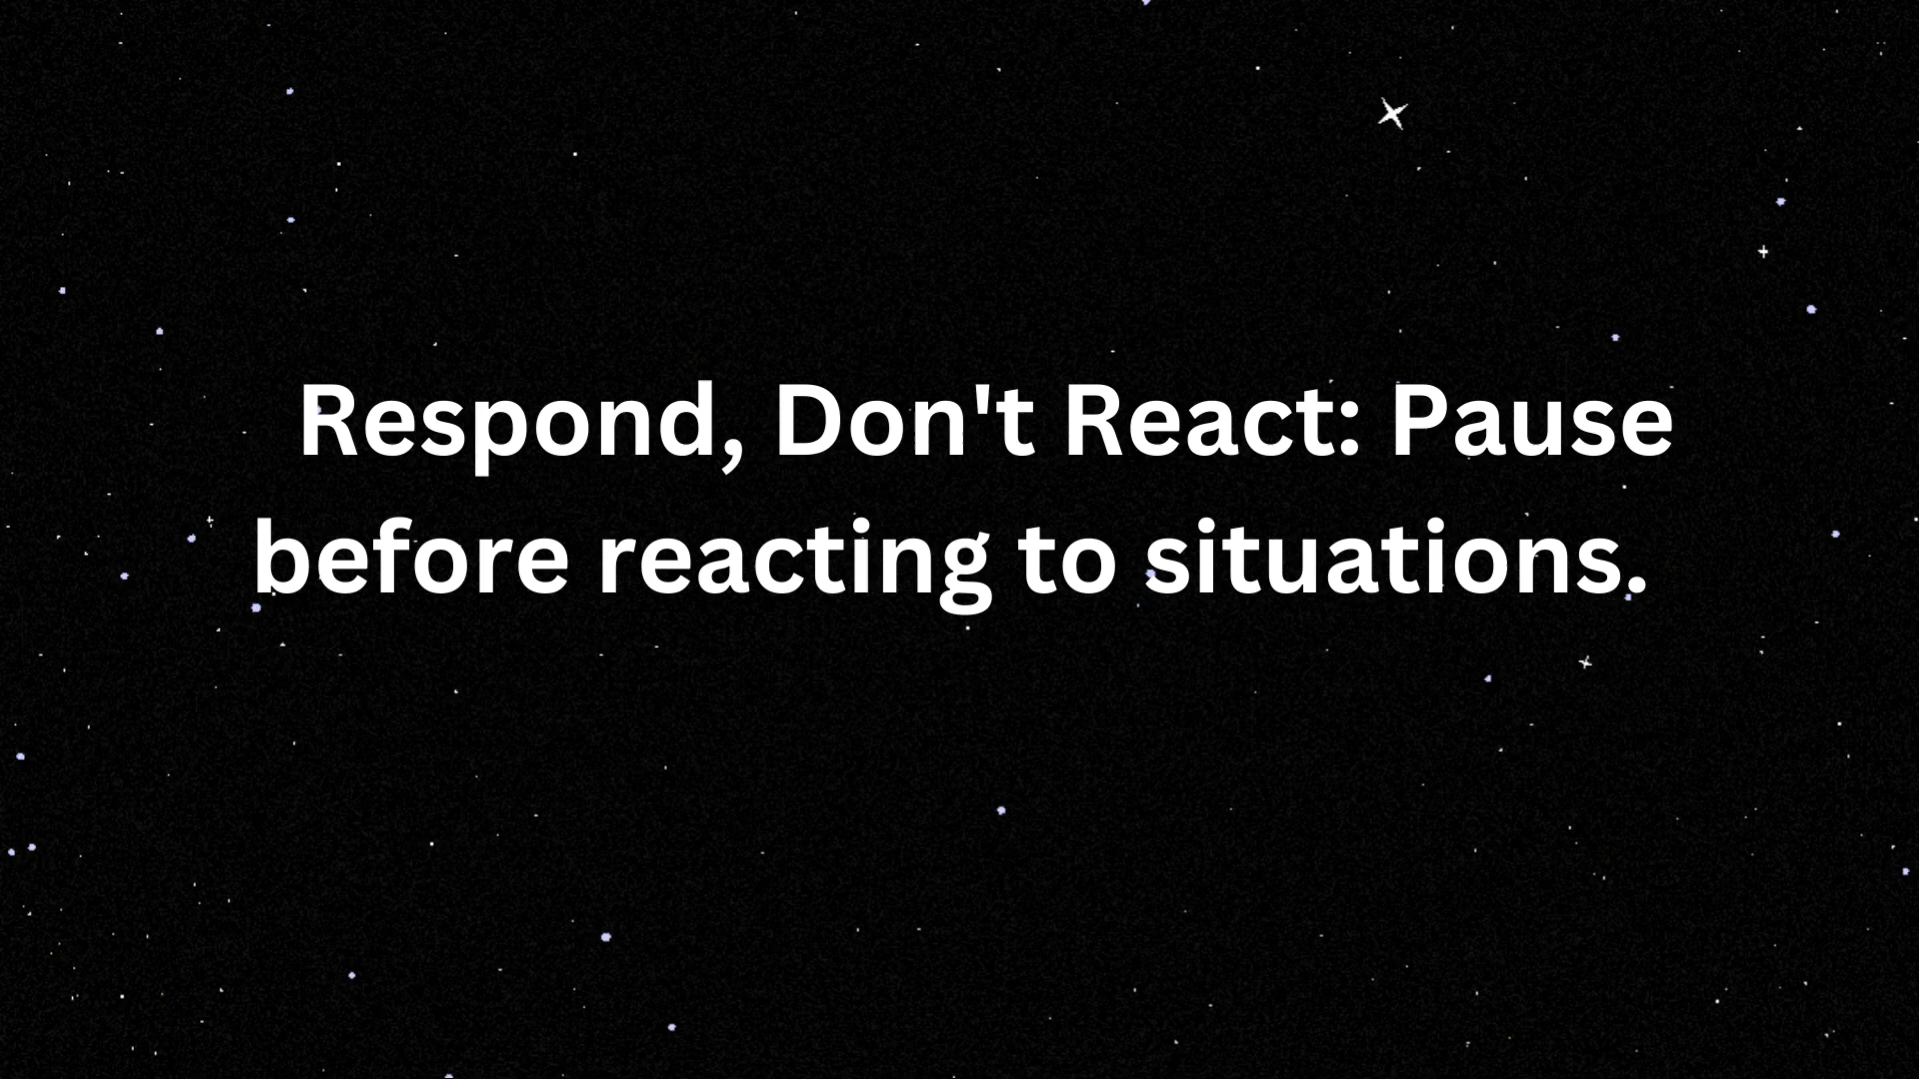 Respond, Don't React: Pause
before reacting to situations.